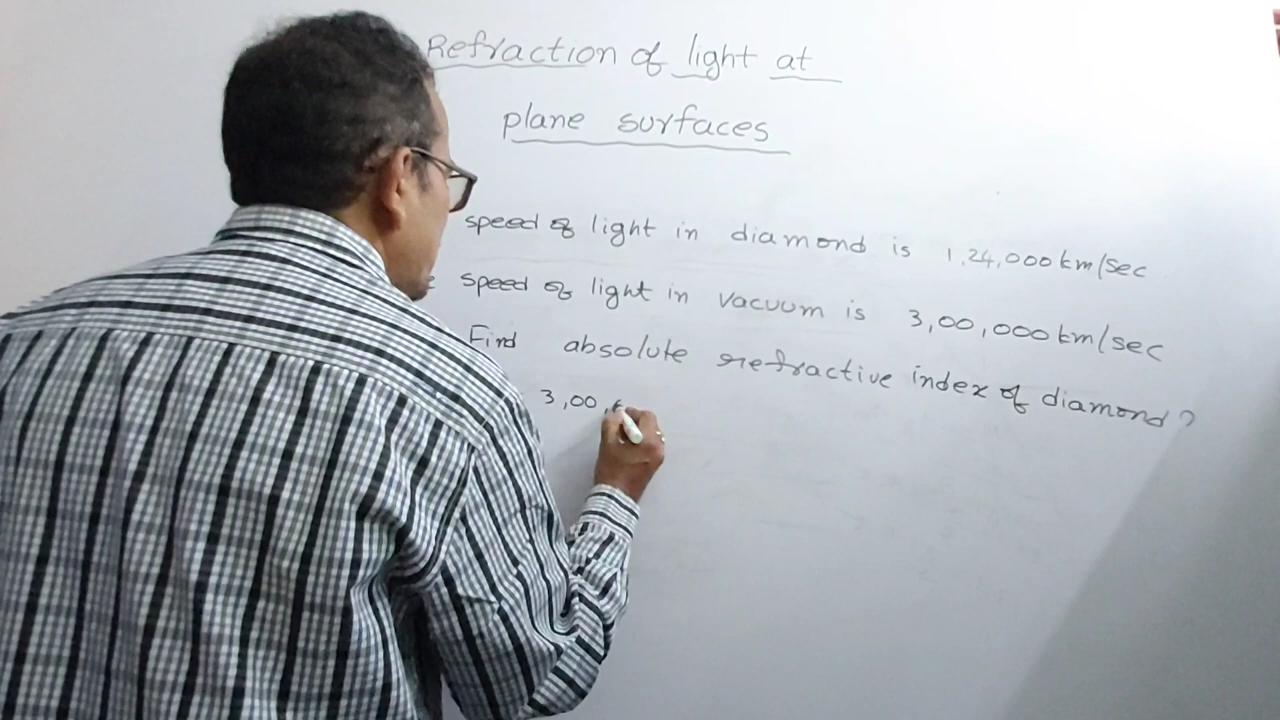 Refraction of light at
plane surfaces
speed of light in diamond is 1,24,000 km/sec
speed of light in vacuum is 3,00,000 km/sec
Find absolute refractive index of diamond?
3,00,